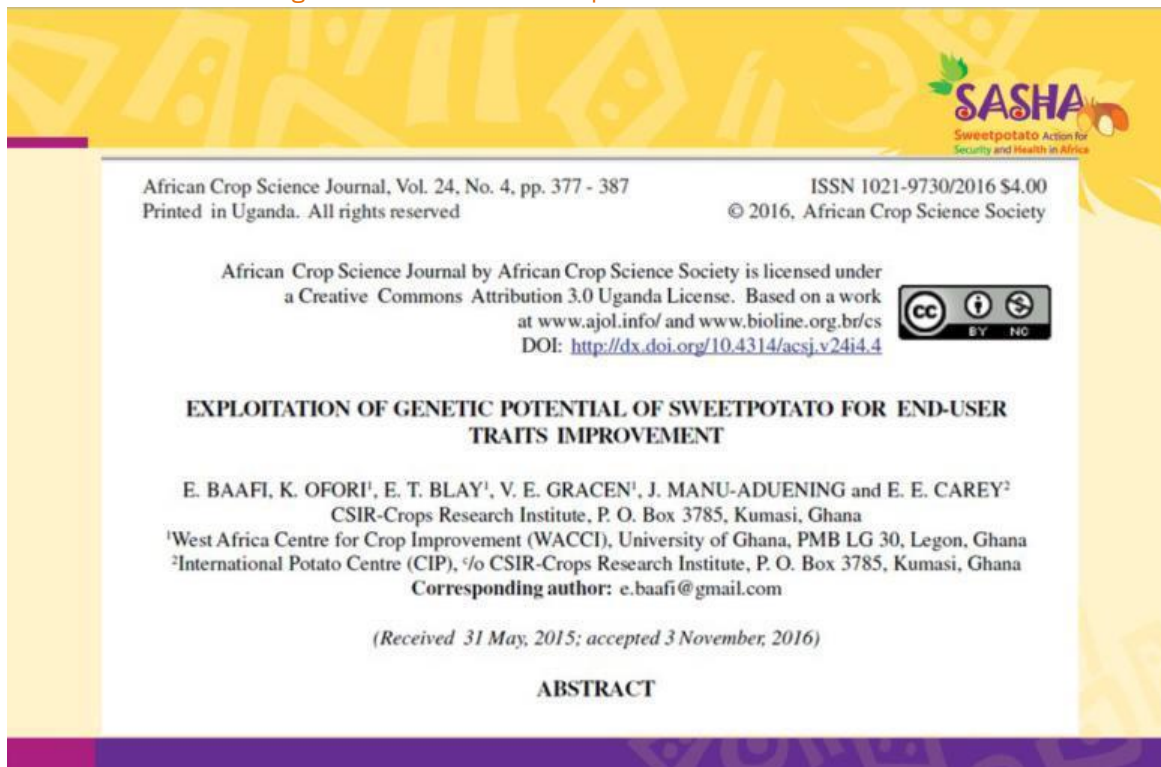 SASHA
Sweetpotato Action for
Security and Health in Africa
African Crop Science Journal, Vol. 24, No. 4, pp. 377 - 387
ISSN 1021-9730/2016 $4.00
Printed in Uganda. All rights reserved
© 2016, African Crop Science Society
African Crop Science Journal by African Crop Science Society is licensed under
a Creative Commons Attribution 3.0 Uganda License. Based on a work
at www.ajol.info/ and www.bioline.org.br/cs
DOI: http://dx.doi.org/10.4314/acsj.v24i4.4
cc
BY NC
EXPLOITATION OF GENETIC POTENTIAL OF SWEETPOTATO FOR END-USER
TRAITS IMPROVEMENT
E. BAAFI, K. OFORI¹, E. T. BLAY¹, V. E. GRACEN¹, J. MANU-ADUENING and E. E. CAREY²
CSIR-Crops Research Institute, P. O. Box 3785, Kumasi, Ghana
¹West Africa Centre for Crop Improvement (WACCI), University of Ghana, PMB LG 30, Legon, Ghana
²International Potato Centre (CIP), c/o CSIR-Crops Research Institute, P. O. Box 3785, Kumasi, Ghana
Corresponding author: e.baafi@gmail.com
(Received 31 May, 2015; accepted 3 November, 2016)
ABSTRACT